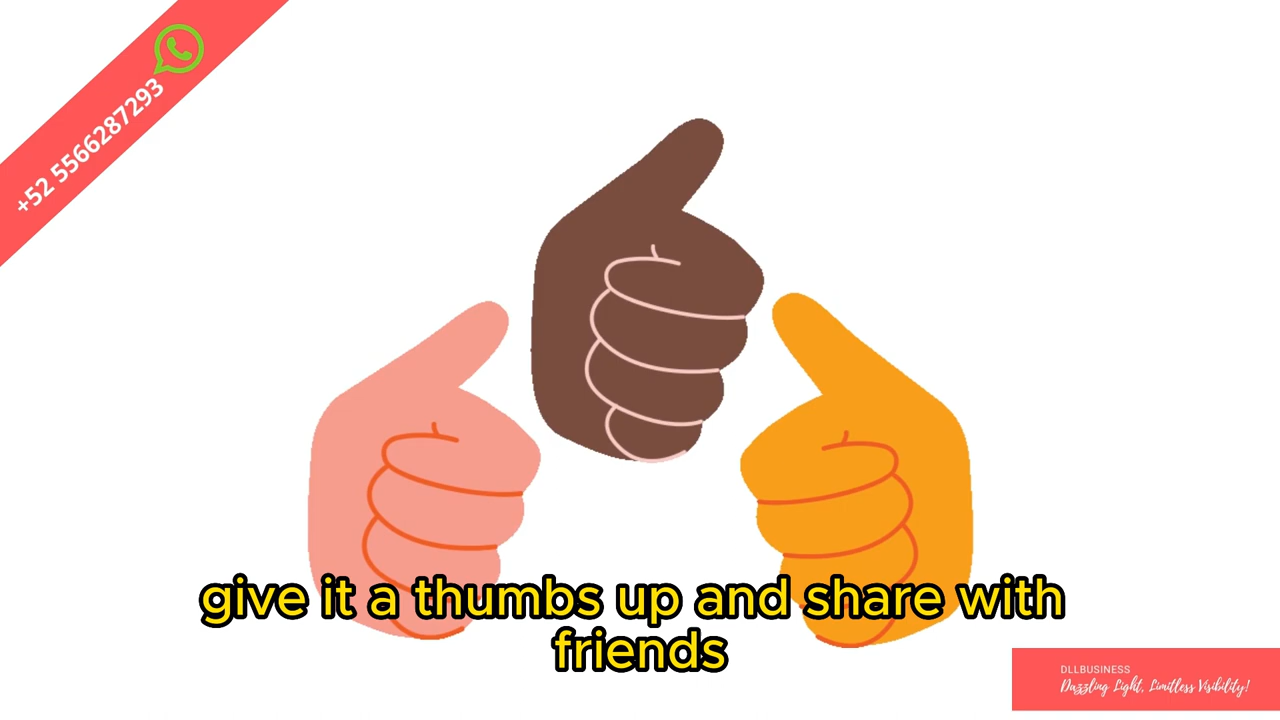 +52 5566287293
give it a thumbs up and share with
friends
DLLBUSINESS
Dazzling Light, Limitless Visibility!